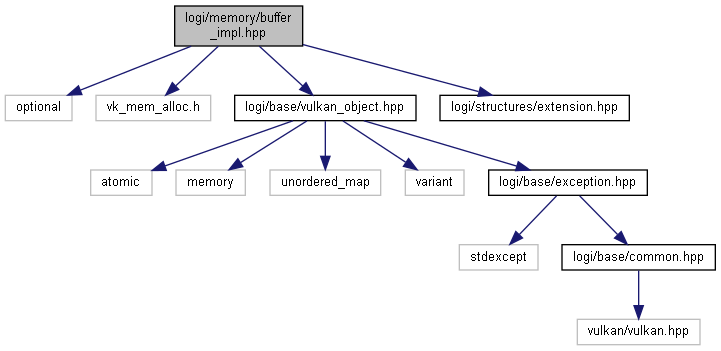 logi/memory/buffer
_impl.hpp
optional
vk_mem_alloc.h
logi/base/vulkan_object.hpp
logi/structures/extension.hpp
atomic
memory
unordered_map
variant
logi/base/exception.hpp
stdexcept
logi/base/common.hpp
vulkan/vulkan.hpp